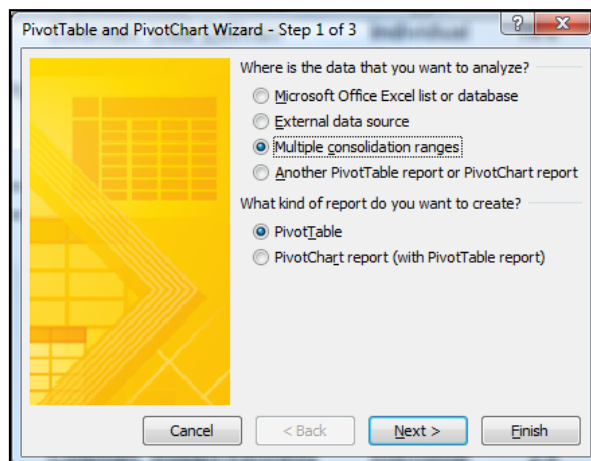 PivotTable and PivotChart Wizard - Step 1 of 3
Where is the data that you want to analyze?
Microsoft Office Excel list or database
External data source
Multiple consolidation ranges
Another PivotTable report or PivotChart report
What kind of report do you want to create?
PivotTable
PivotChart report (with PivotTable report)
Cancel
< Back
Next >
Finish